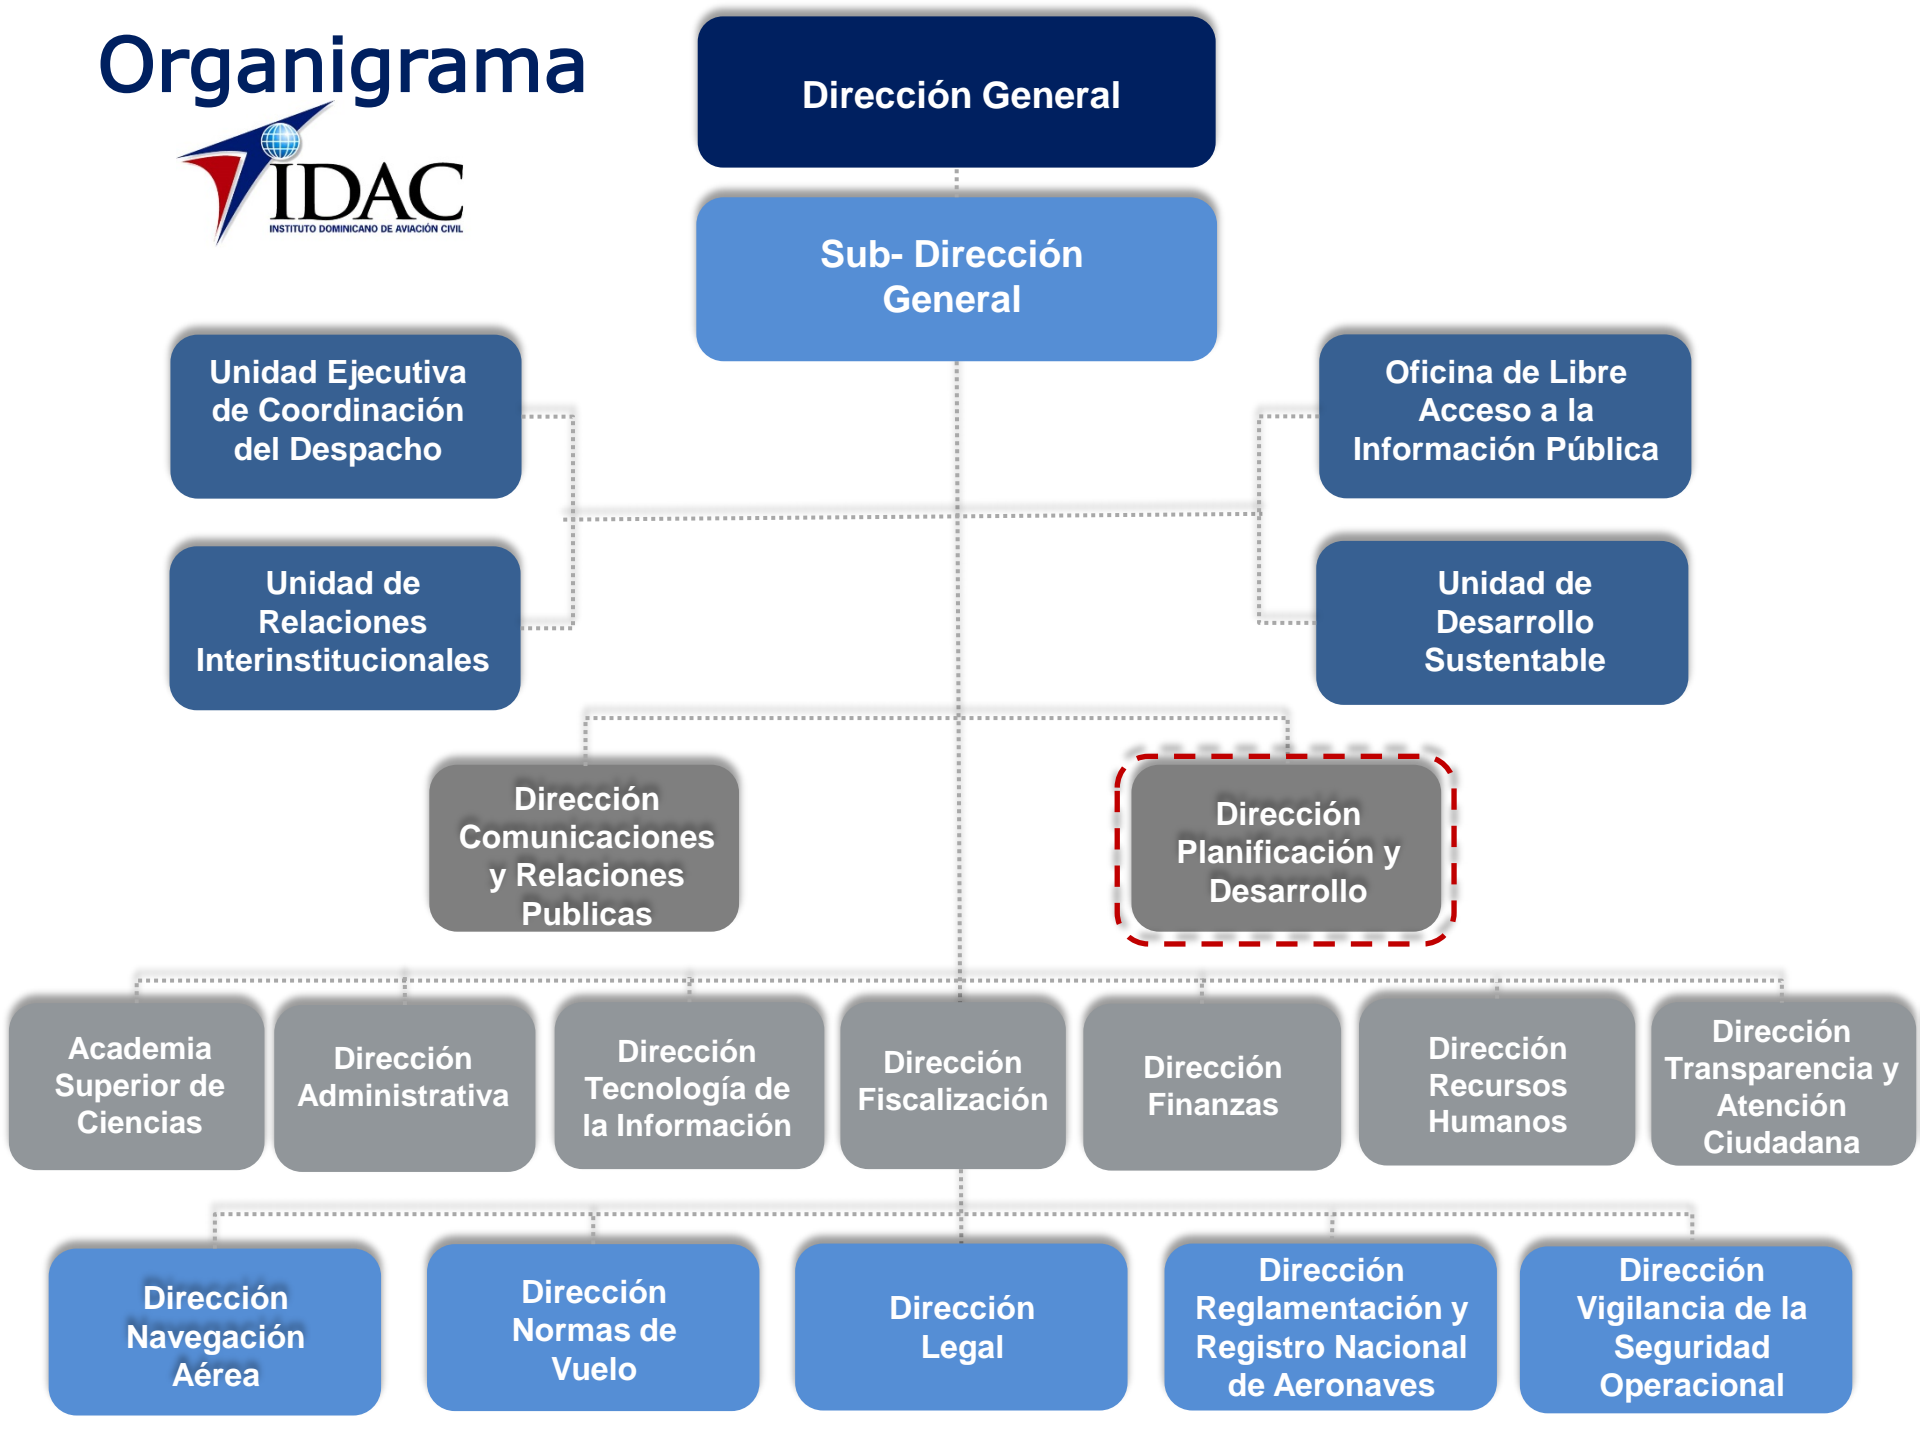 Organigrama
IDAC
INSTITUTO DOMINICANO DE AVIACIÓN CIVIL
Dirección General
Sub- Dirección
General
Unidad Ejecutiva
de Coordinación
del Despacho
Oficina de Libre
Acceso a la
Información Pública
Unidad de
Relaciones
Interinstitucionales
Unidad de
Desarrollo
Sustentable
Dirección
Comunicaciones
y Relaciones
Publicas
Dirección
Planificación y
Desarrollo
Academia
Superior de
Ciencias
Dirección
Administrativa
Dirección
Tecnología de
la Información
Dirección
Fiscalización
Dirección
Finanzas
Dirección
Recursos
Humanos
Dirección
Transparencia y
Atención
Ciudadana
Dirección
Navegación
Aérea
Dirección
Normas de
Vuelo
Dirección
Legal
Dirección
Reglamentación y
Registro Nacional
de Aeronaves
Dirección
Vigilancia de la
Seguridad
Operacional